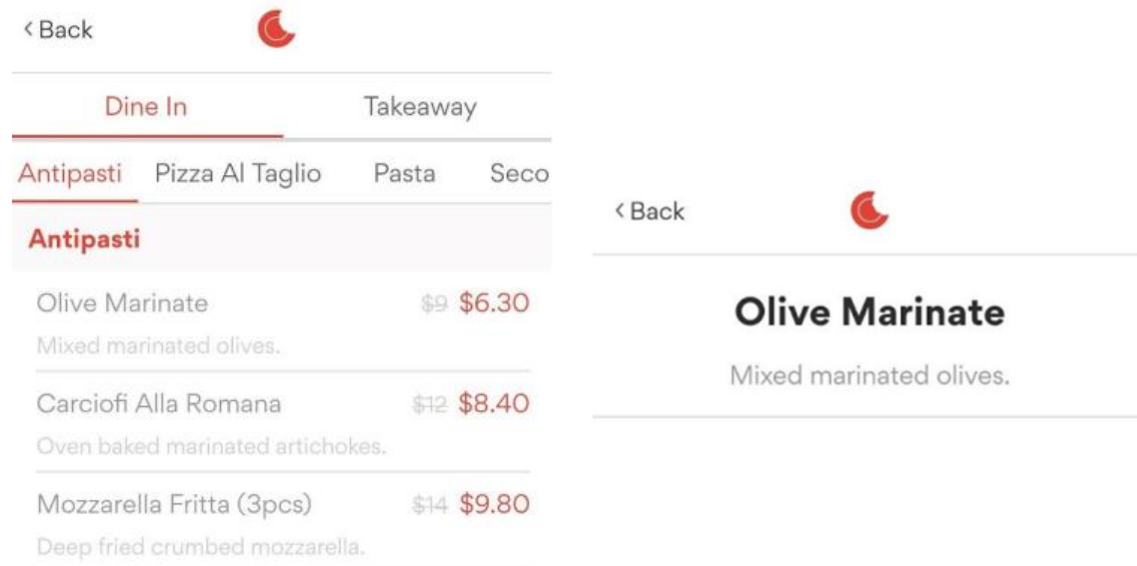 < Back
Dine In Takeaway
Antipasti Pizza Al Taglio Pasta Seco
Antipasti
Olive Marinate $9 $6.30
Mixed marinated olives.
Carciofi Alla Romana $12 $8.40
Oven baked marinated artichokes.
Mozzarella Fritta (3pcs) $14 $9.80
Deep fried crumbed mozzarella.
< Back
Olive Marinate
Mixed marinated olives.